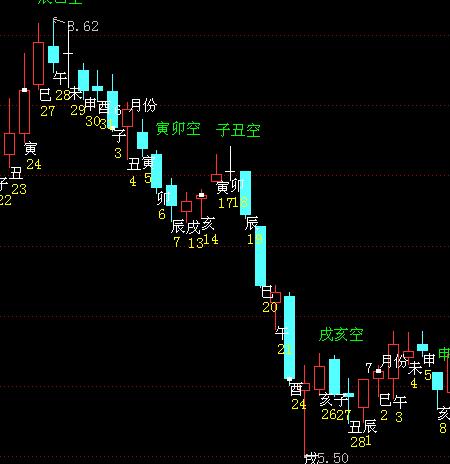 8.62
午
28
巳
27
未
29
申
30
酉
31
6
月份
寅
24
丑
23
子
22
子
3
丑
4
寅
5
寅卯空
子丑空
卯
6
辰
7
戌
13
亥
14
寅
17
卯
18
辰
19
巳
20
午
21
酉
24
戌
5.50
戌亥空
亥
26
子
27
丑
28
辰
1
7
月份
巳
2
午
3
未
4
申
5
亥
8
申